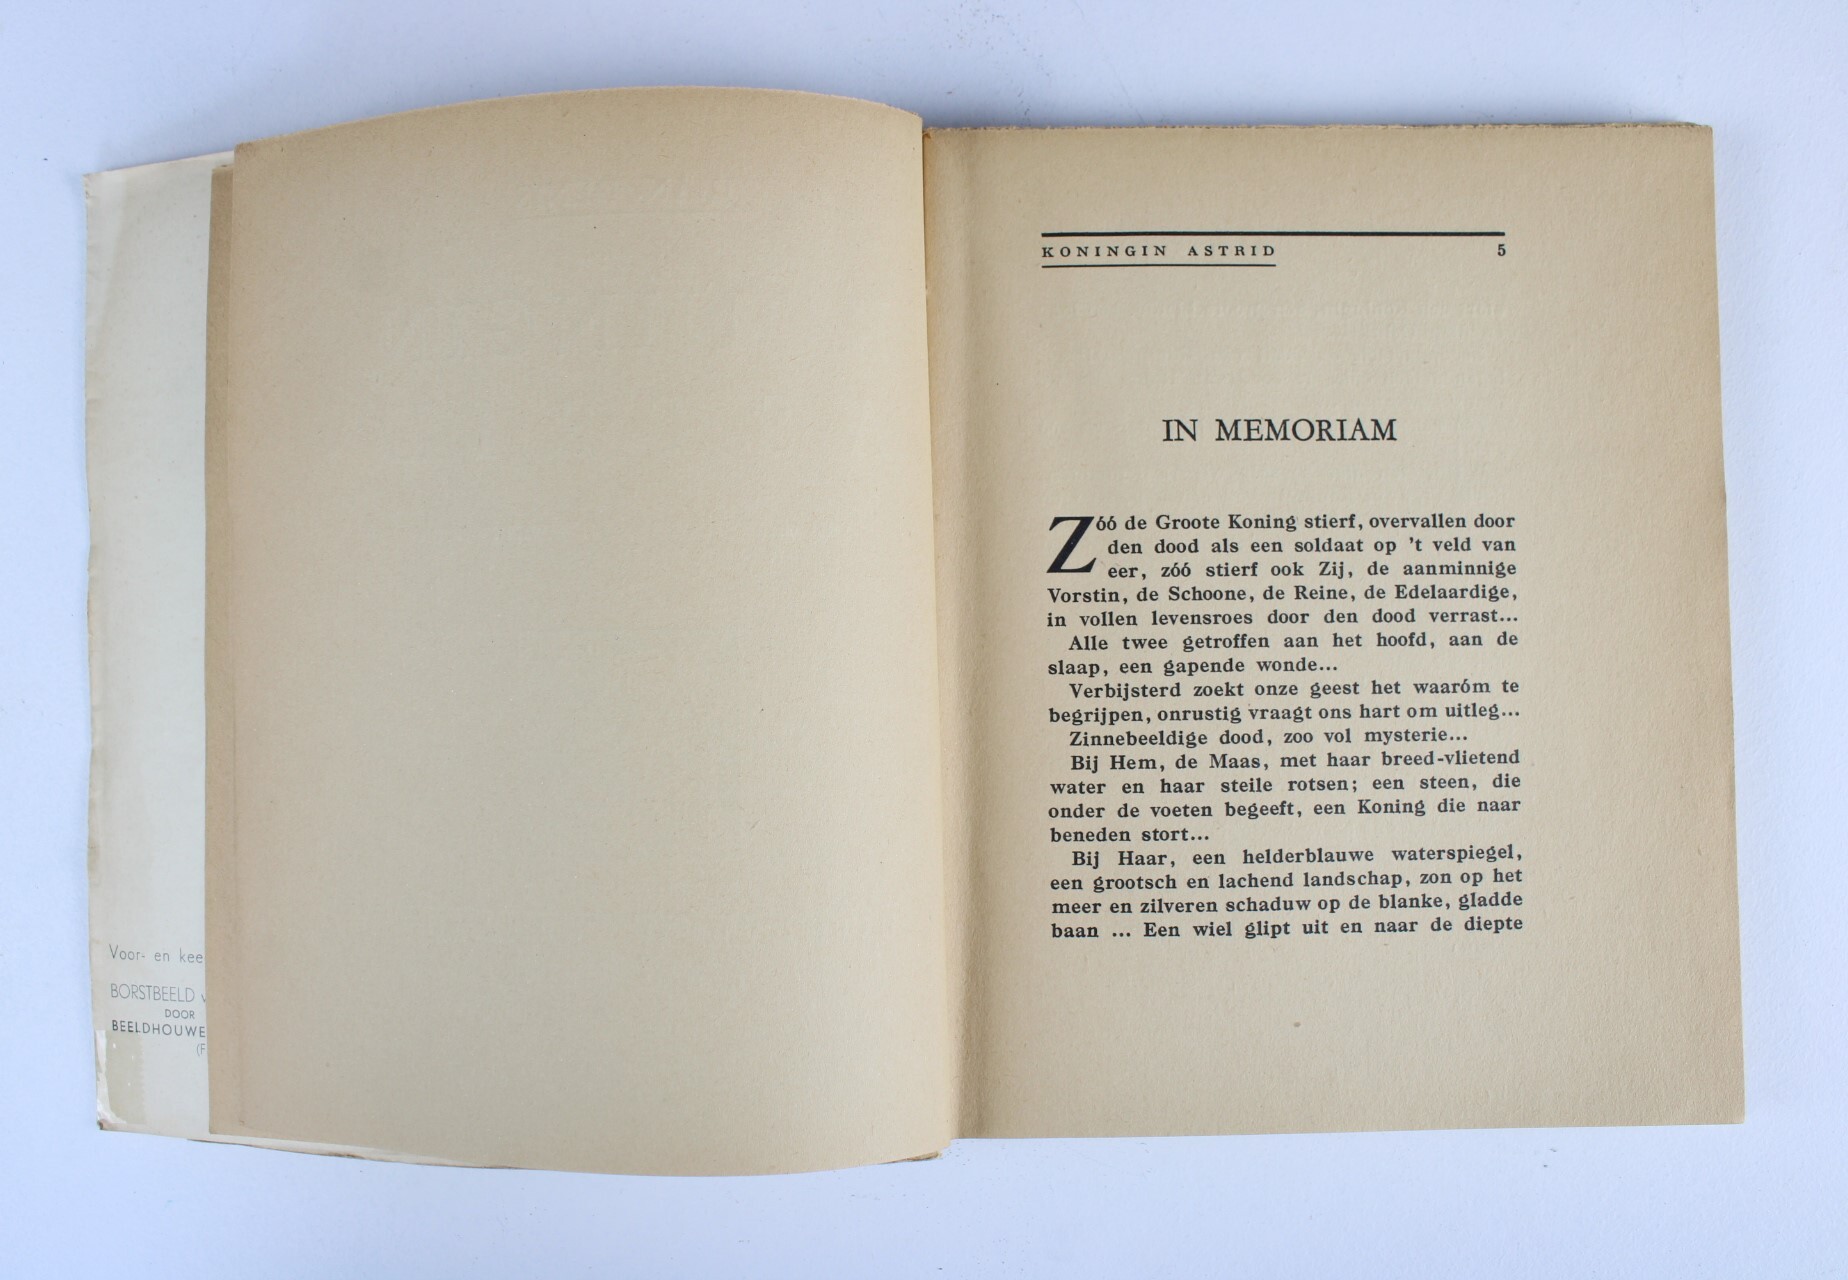 Voor- en kee
BORSTBEELD
DOOR
BEELDHOUWE
(F
KONINGIN ASTRID 5
IN MEMORIAM
Zóó de Groote Koning stierf, overvallen door
den dood als een soldaat op 't veld van
eer, zóó stierf ook Zij, de aanminnige
Vorstin, de Schoone, de Reine, de Edelaardige,
in vollen levensroes door den dood verrast...
Alle twee getroffen aan het hoofd, aan de
slaap, een gapende wonde...
Verbijsterd zoekt onze geest het waaróm te
begrijpen, onrustig vraagt ons hart om uitleg...
Zinnebeeldige dood, zoo vol mysterie...
Bij Hem, de Maas, met haar breed-vlietend
water en haar steile rotsen; een steen, die
onder de voeten begeeft, een Koning die naar
beneden stort...
Bij Haar, een helderblauwe waterspiegel,
een grootsch en lachend landschap, zon op het
meer en zilveren schaduw op de blanke, gladde
baan ... Een wiel glipt uit en naar de diepte